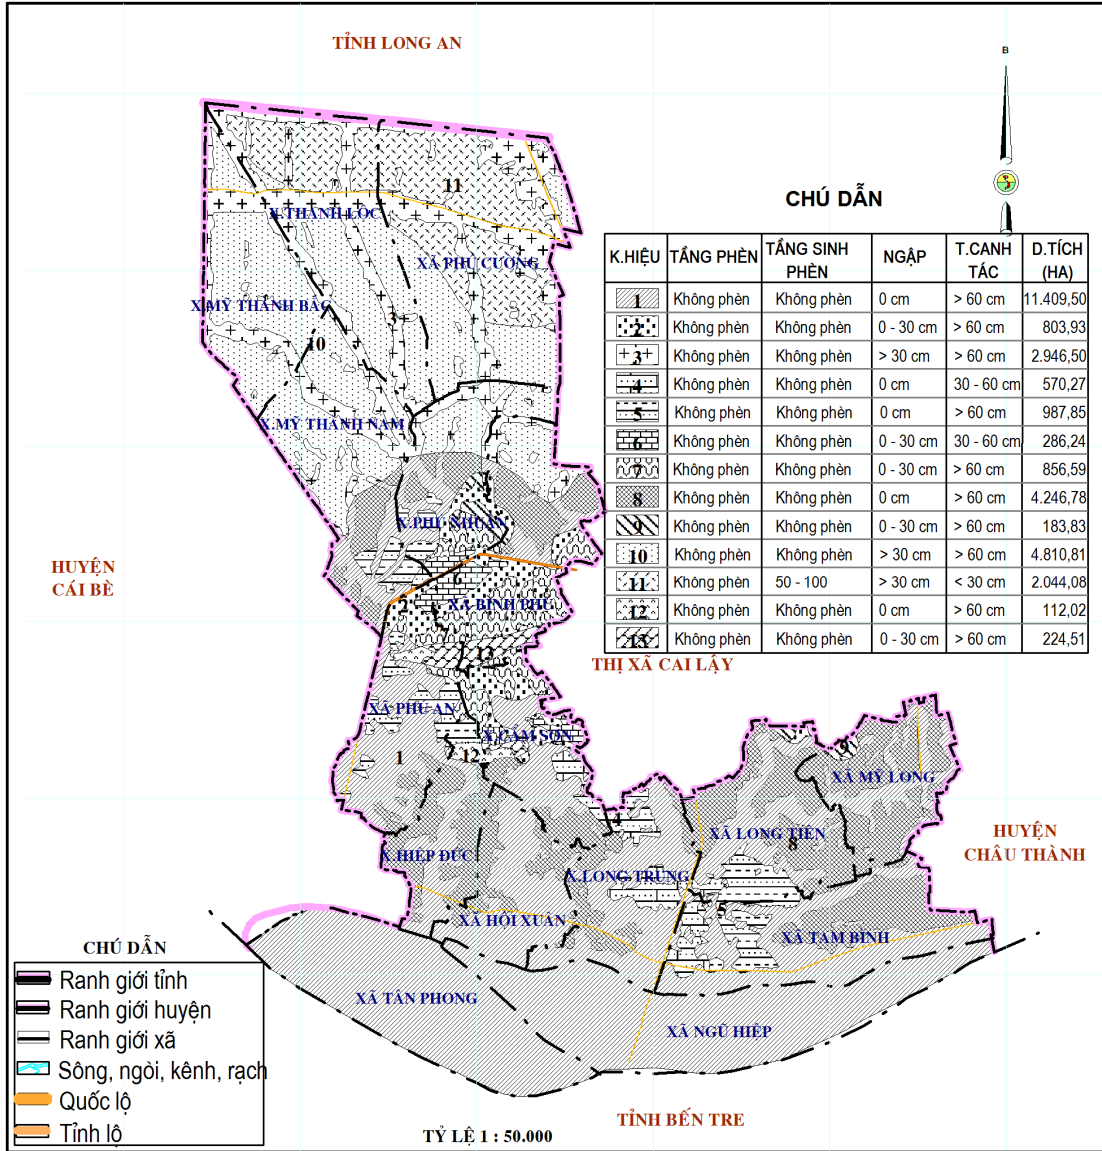 TỈNH LONG AN
B
CHÚ DẪN
K.HIỆU TẦNG PHÈN TẦNG SINH PHÈN NGẬP T.CANH TÁC D.TÍCH (HA)
1 Không phèn Không phèn 0 cm > 60 cm 11.409,50
2 Không phèn Không phèn 0 - 30 cm > 60 cm 803,93
3 Không phèn Không phèn > 30 cm > 60 cm 2.946,50
4 Không phèn Không phèn 0 cm 30 - 60 cm 570,27
5 Không phèn Không phèn 0 cm > 60 cm 987,85
6 Không phèn Không phèn 0 - 30 cm 30 - 60 cm 286,24
7 Không phèn Không phèn 0 - 30 cm > 60 cm 856,59
8 Không phèn Không phèn 0 cm > 60 cm 4.246,78
9 Không phèn Không phèn 0 - 30 cm > 60 cm 183,83
10 Không phèn Không phèn > 30 cm > 60 cm 4.810,81
11 Không phèn 50 - 100 > 30 cm < 30 cm 2.044,08
12 Không phèn Không phèn 0 cm > 60 cm 112,02
13 Không phèn Không phèn 0 - 30 cm > 60 cm 224,51
11
X.THẠNH LỘC
XÃ PHÚ CƯỜNG
X.MỸ THÀNH BẮC
3
10
X.MỸ THÀNH NAM
X.PHÚ NHUẬN
HUYỆN
CÁI BÈ
6
2
XÃ BÌNH PHÚ
7
13
THỊ XÃ CAI LẬY
XÃ PHÚ AN
X.CẨM SƠN
1
12
9
XÃ MỸ LONG
4
XÃ LONG TIÊN
8
HUYỆN
CHÂU THÀNH
X.HIỆP ĐỨC
X.LONG TRUNG
5
XÃ HỘI XUÂN
XÃ TAM BÌNH
XÃ TÂN PHONG
XÃ NGŨ HIỆP
CHÚ DẪN
Ranh giới tỉnh
Ranh giới huyện
Ranh giới xã
Sông, ngòi, kênh, rạch
Quốc lộ
Tỉnh lộ
TỈNH BẾN TRE
TỶ LỆ 1 : 50.000